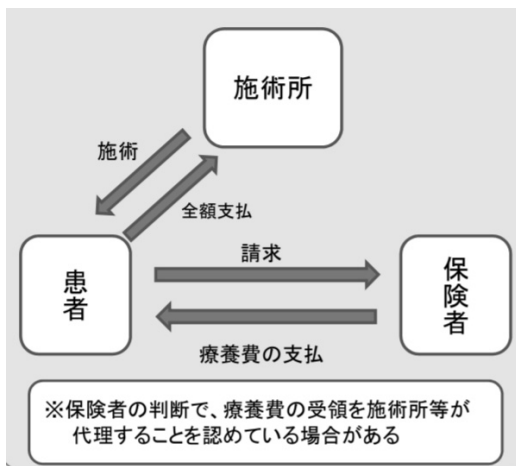 施術所
施術
全額支払
患者
請求
保険者
療養費の支払
※保険者の判断で、療養費の受領を施術所等が
代理することを認めている場合がある